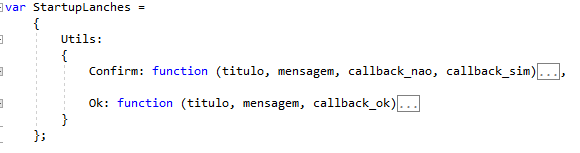 var StartupLanches =
{
Utils:
{
Confirm: function (titulo, mensagem, callback_nao, callback_sim)...,
Ok: function (titulo, mensagem, callback_ok)...
}
};